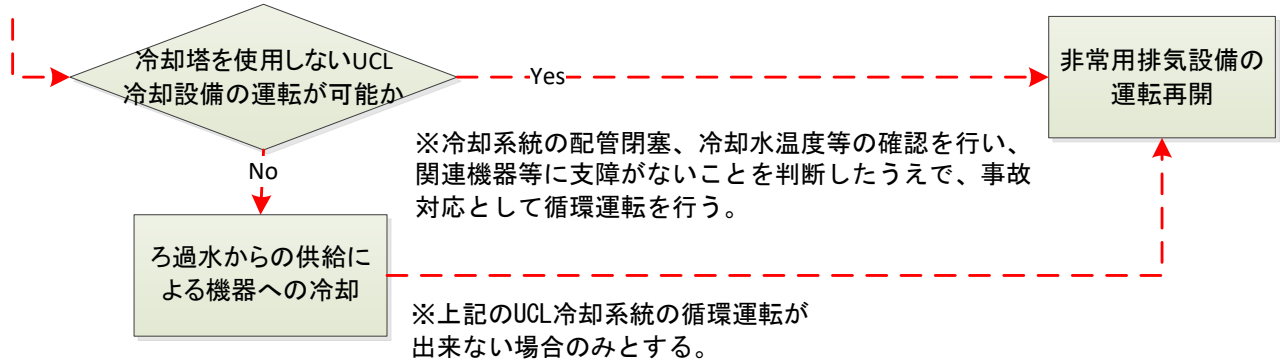 冷却塔を使用しないUCL
冷却設備の運転が可能か
Yes
非常用排気設備の
運転再開
※冷却系統の配管閉塞、冷却水温度等の確認を行い、
関連機器等に支障がないことを判断したうえで、事故
対応として循環運転を行う。
No
ろ過水からの供給に
よる機器への冷却
※上記のUCL冷却系統の循環運転が
出来ない場合のみとする。